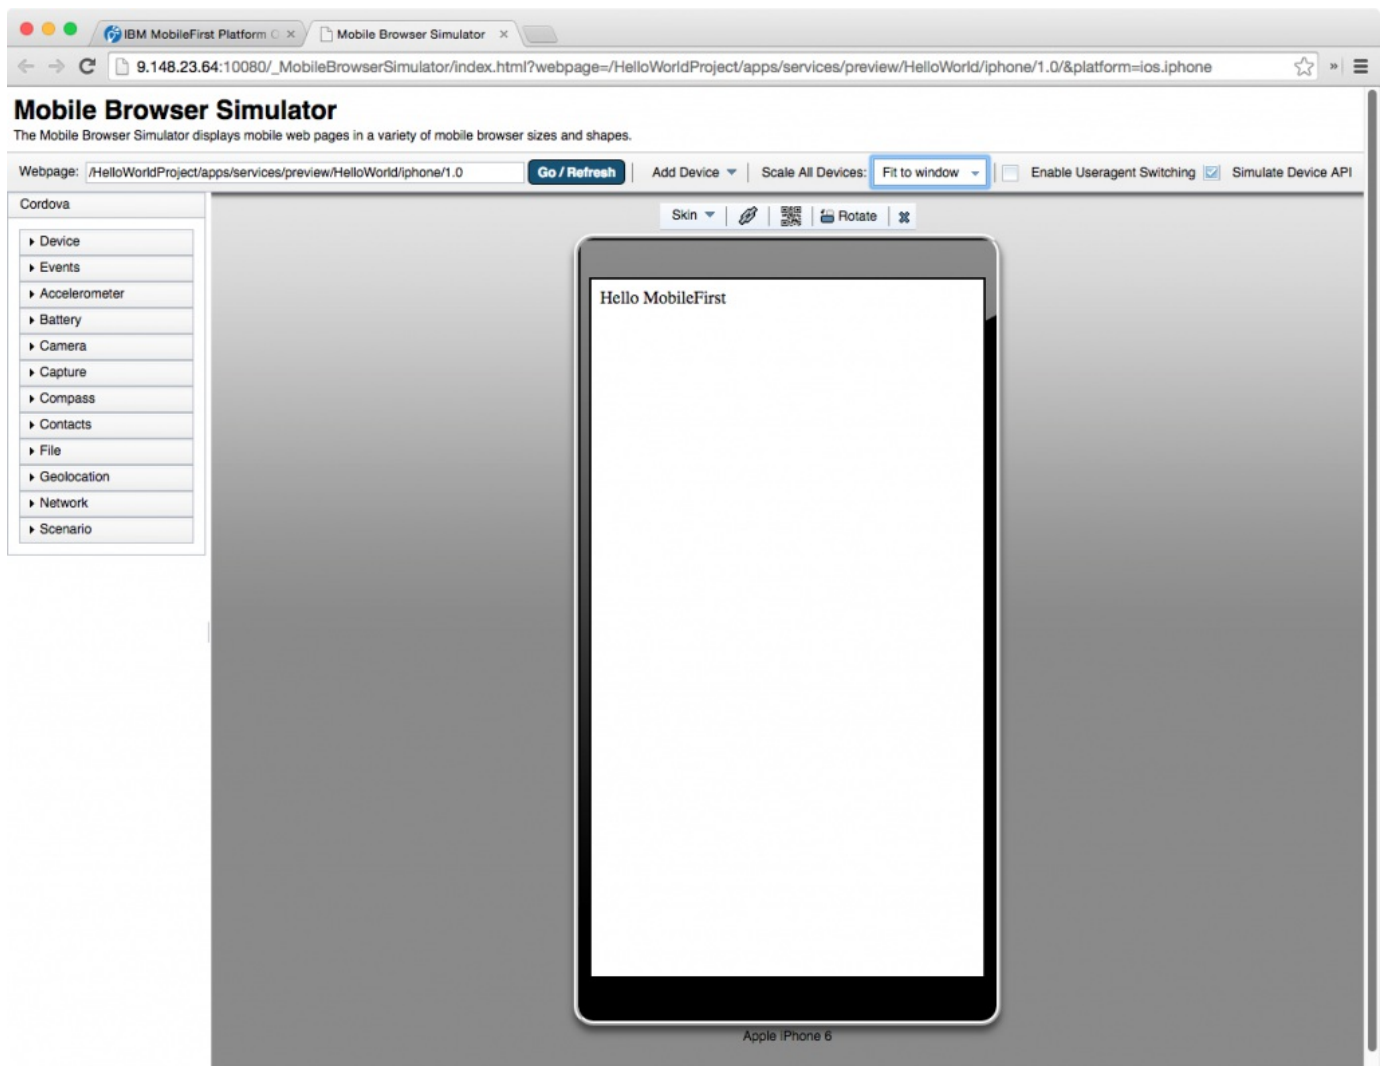 IBM MobileFirst Platform
Mobile Browser Simulator
9.148.23.64:10080/_MobileBrowserSimulator/index.html?webpage=/HelloWorldProject/apps/services/preview/HelloWorld/iphone/1.0/&platform=ios.iphone
Mobile Browser Simulator
The Mobile Browser Simulator displays mobile web pages in a variety of mobile browser sizes and shapes.
Webpage: /HelloWorldProject/apps/services/preview/HelloWorld/iphone/1.0 Go / Refresh Add Device Scale All Devices: Fit to window Enable Useragent Switching Simulate Device API
Cordova
Skin Rotate
Device
Events
Accelerometer
Battery
Camera
Capture
Compass
Contacts
File
Geolocation
Network
Scenario
Hello MobileFirst
Apple iPhone 6